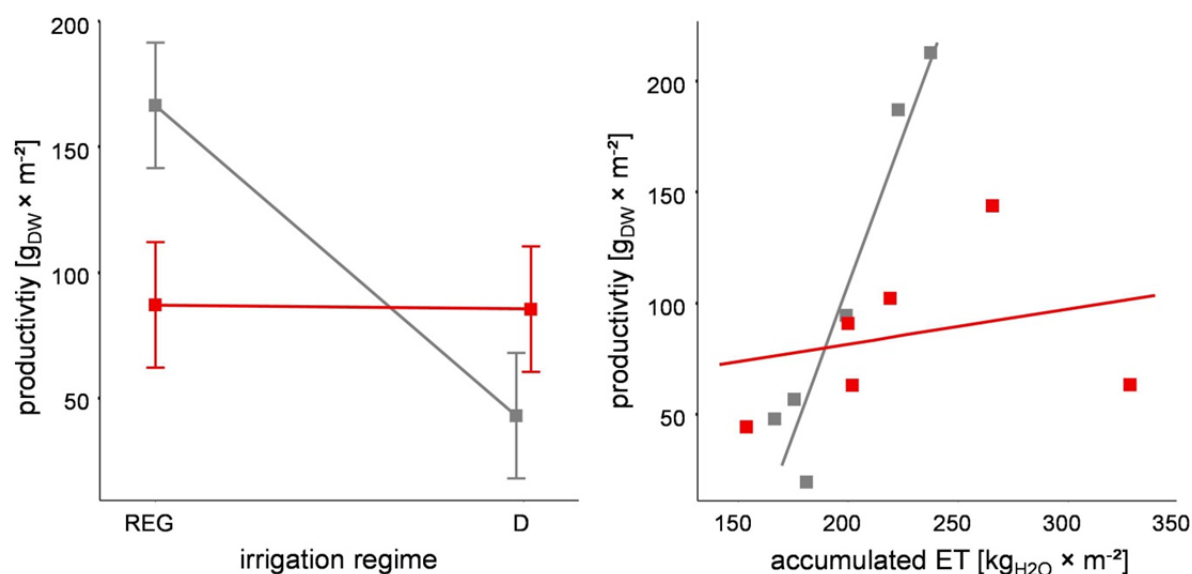 productivtiy [gDW × m⁻²]
200
150
100
50
REG
D
irrigation regime
productivtiy [gDW × m⁻²]
200
150
100
50
150
200
250
300
350
accumulated ET [kgH2O × m⁻²]